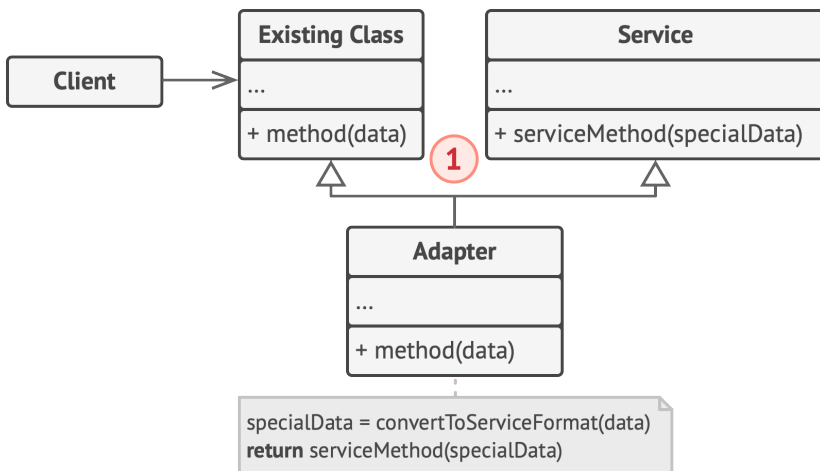 Client
Existing Class
...
+ method(data)
Service
...
+ serviceMethod(specialData)
1
Adapter
...
+ method(data)
specialData = convertToServiceFormat(data)
return serviceMethod(specialData)